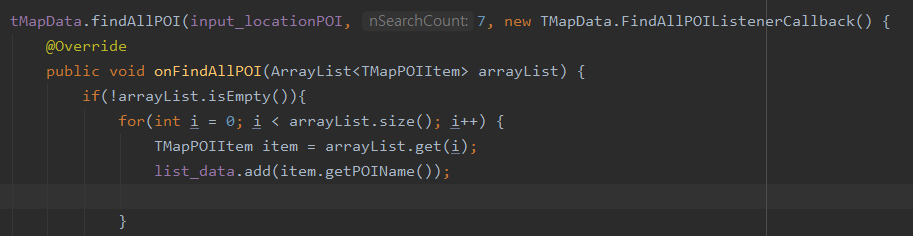 tMapData.findAllPOI(input_locationPOI, nSearchCount: 7, new TMapData.FindAllPOIListenerCallback() {
@Override
public void onFindAllPOI(ArrayList<TMapPOIItem> arrayList) {
if(!arrayList.isEmpty()){
for(int i = 0; i < arrayList.size(); i++) {
TMapPOIItem item = arrayList.get(i);
list_data.add(item.getPOIName());
}